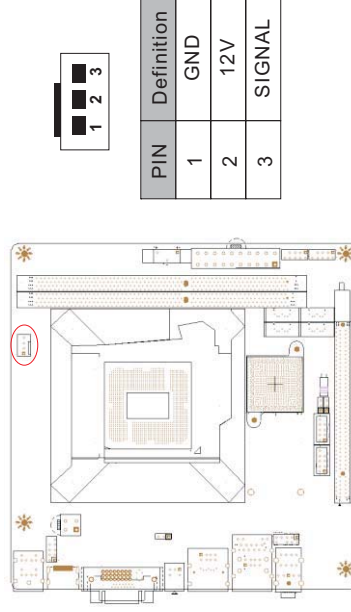 1 2 3
PIN Definition
1 GND
2 12V
3 SIGNAL